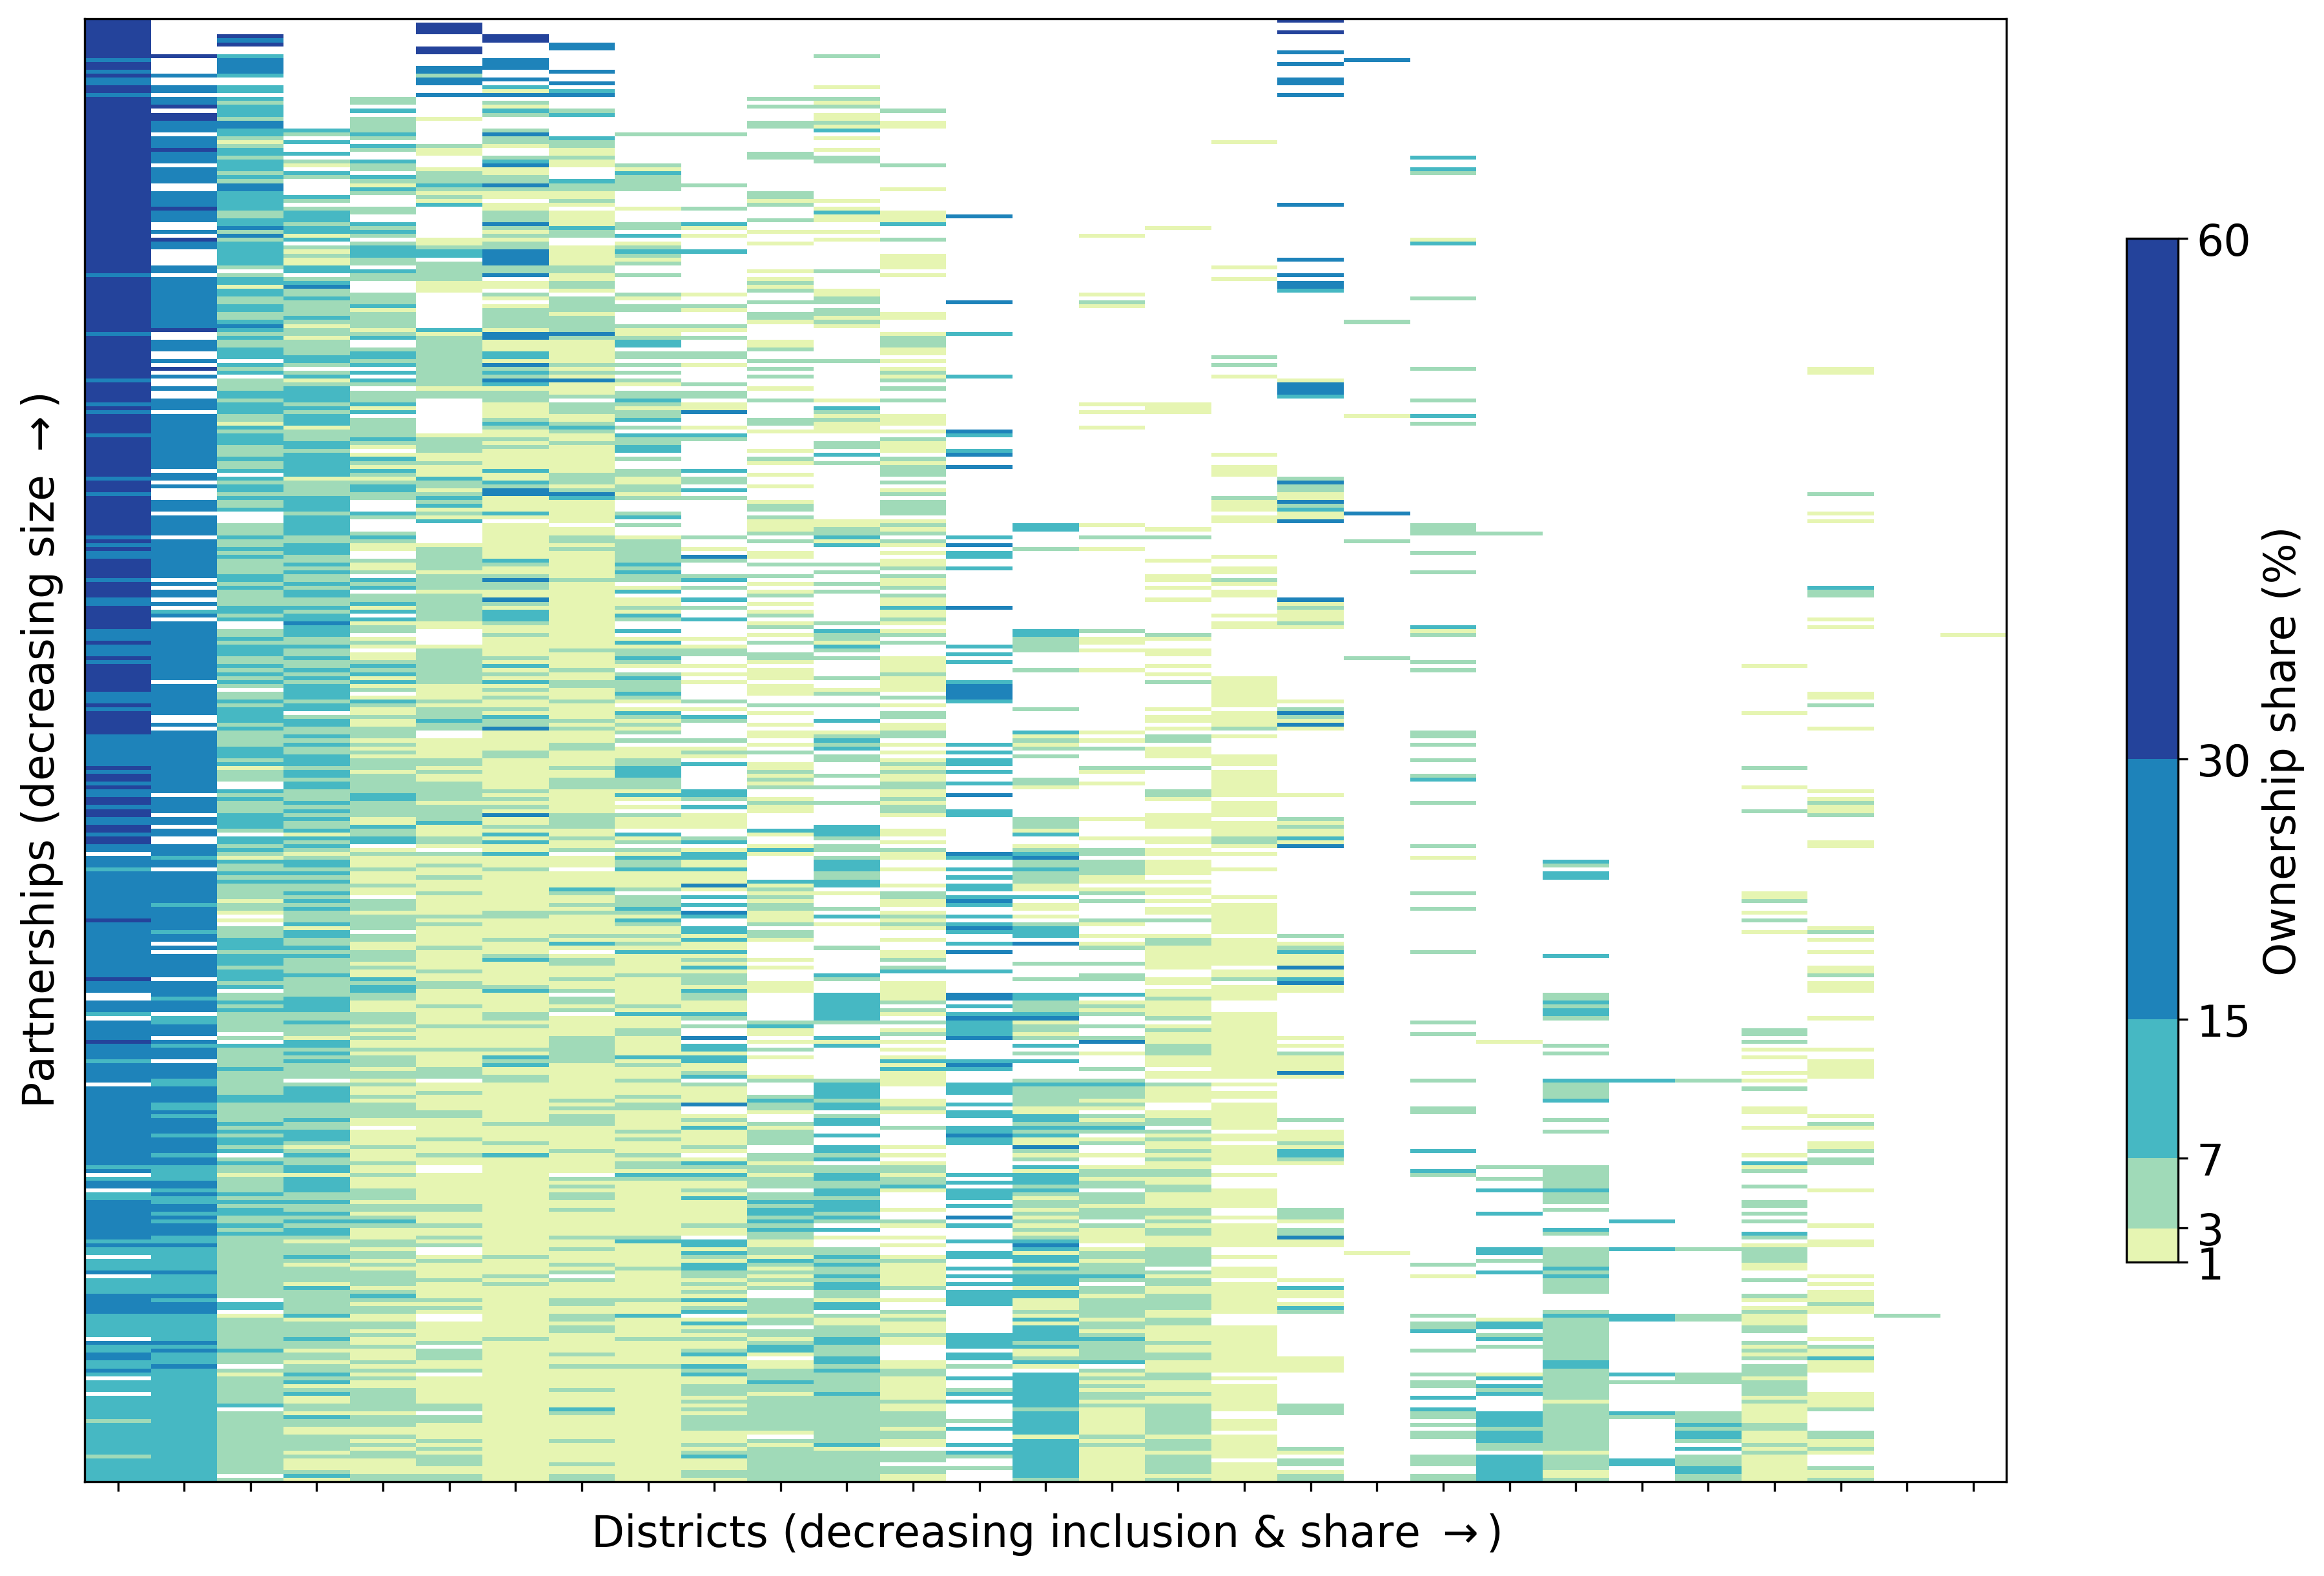 Partnerships (decreasing size →)
Districts (decreasing inclusion & share →)
60
30
15
7
3
1
Ownership share (%)